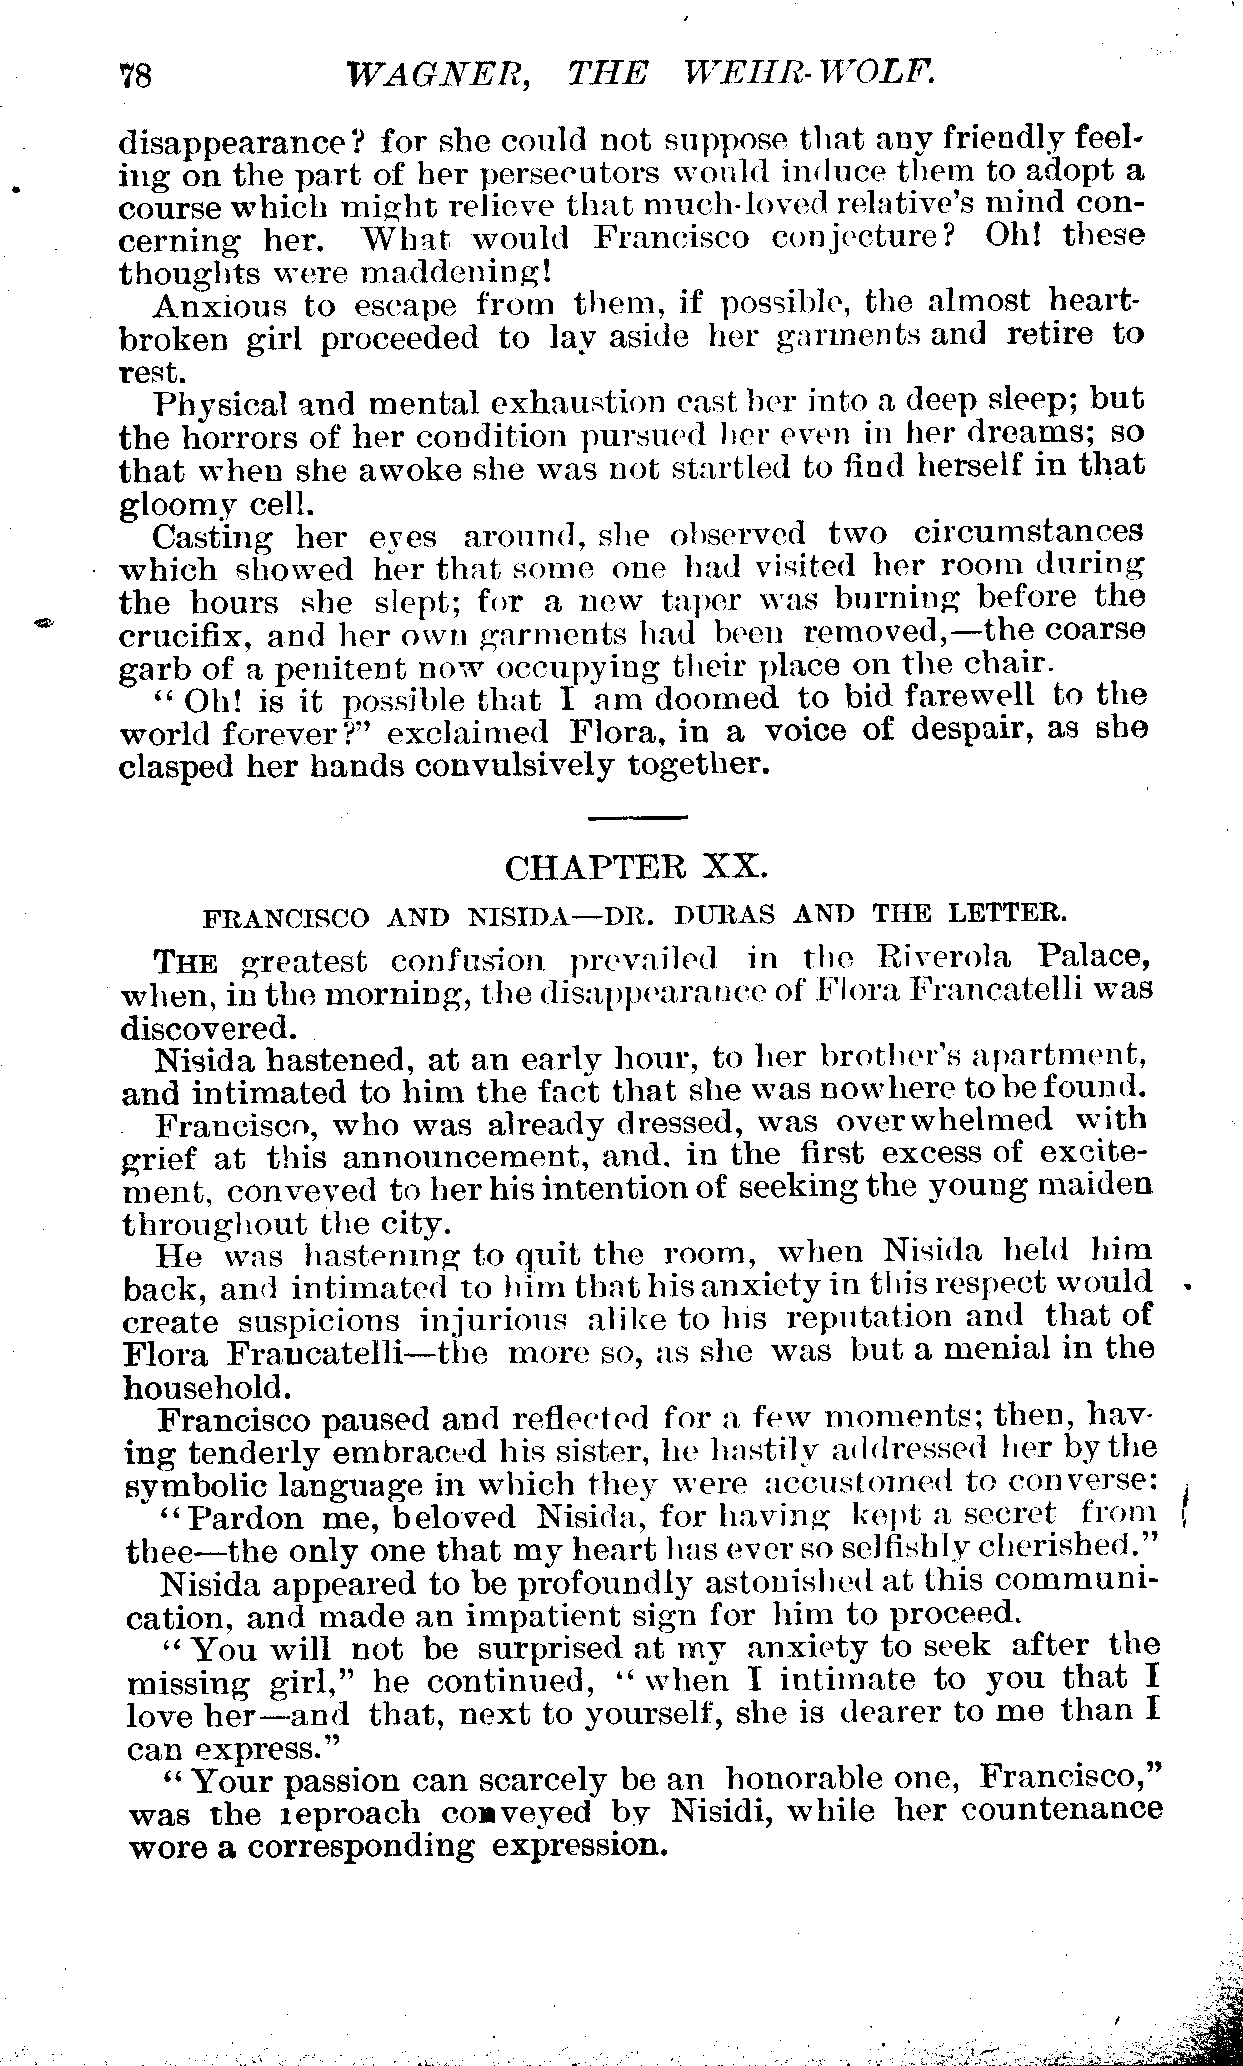 78 WAGNER, THE WEHR-WOLF.
disappearance? for she could not suppose that any friendly feel-
ing on the part of her persecutors would induce them to adopt a
course which might relieve that much-loved relative's mind con-
cerning her. What would Francisco conjecture? Oh! these
thoughts were maddening!
Anxious to escape from them, if possible, the almost heart-
broken girl proceeded to lay aside her garments and retire to
rest.
Physical and mental exhaustion cast her into a deep sleep; but
the horrors of her condition pursued her even in her dreams; so
that when she awoke she was not startled to find herself in that
gloomy cell.
Casting her eyes around, she observed two circumstances
which showed her that some one had visited her room during
the hours she slept; for a new taper was burning before the
crucifix, and her own garments had been removed,—the coarse
garb of a penitent now occupying their place on the chair.
"Oh! is it possible that I am doomed to bid farewell to the
world forever?" exclaimed Flora, in a voice of despair, as she
clasped her hands convulsively together.
CHAPTER XX.
FRANCISCO AND NISIDA—DR. DURAS AND THE LETTER.
THE greatest confusion prevailed in the Riverola Palace,
when, in the morning, the disappearance of Flora Francatelli was
discovered.
Nisida hastened, at an early hour, to her brother's apartment,
and intimated to him the fact that she was nowhere to be found.
Francisco, who was already dressed, was overwhelmed with
grief at this announcement, and. in the first excess of excite-
ment, conveyed to her his intention of seeking the young maiden
throughout the city.
He was hastening to quit the room, when Nisida held him
back, and intimated to him that his anxiety in this respect would
create suspicions injurious alike to his reputation and that of
Flora Francatelli—the more so, as she was but a menial in the
household.
Francisco paused and reflected for a few moments; then, hav-
ing tenderly embraced his sister, he hastily addressed her by the
symbolic language in which they were accustomed to converse:
"Pardon me, beloved Nisida, for having kept a secret from
thee—the only one that my heart has ever so selfishly cherished."
Nisida appeared to be profoundly astonished at this communi-
cation, and made an impatient sign for him to proceed.
"You will not be surprised at my anxiety to seek after the
missing girl," he continued, "when I intimate to you that I
love her—and that, next to yourself, she is dearer to me than I
can express."
"Your passion can scarcely be an honorable one, Francisco,"
was the reproach conveyed by Nisidi, while her countenance
wore a corresponding expression.